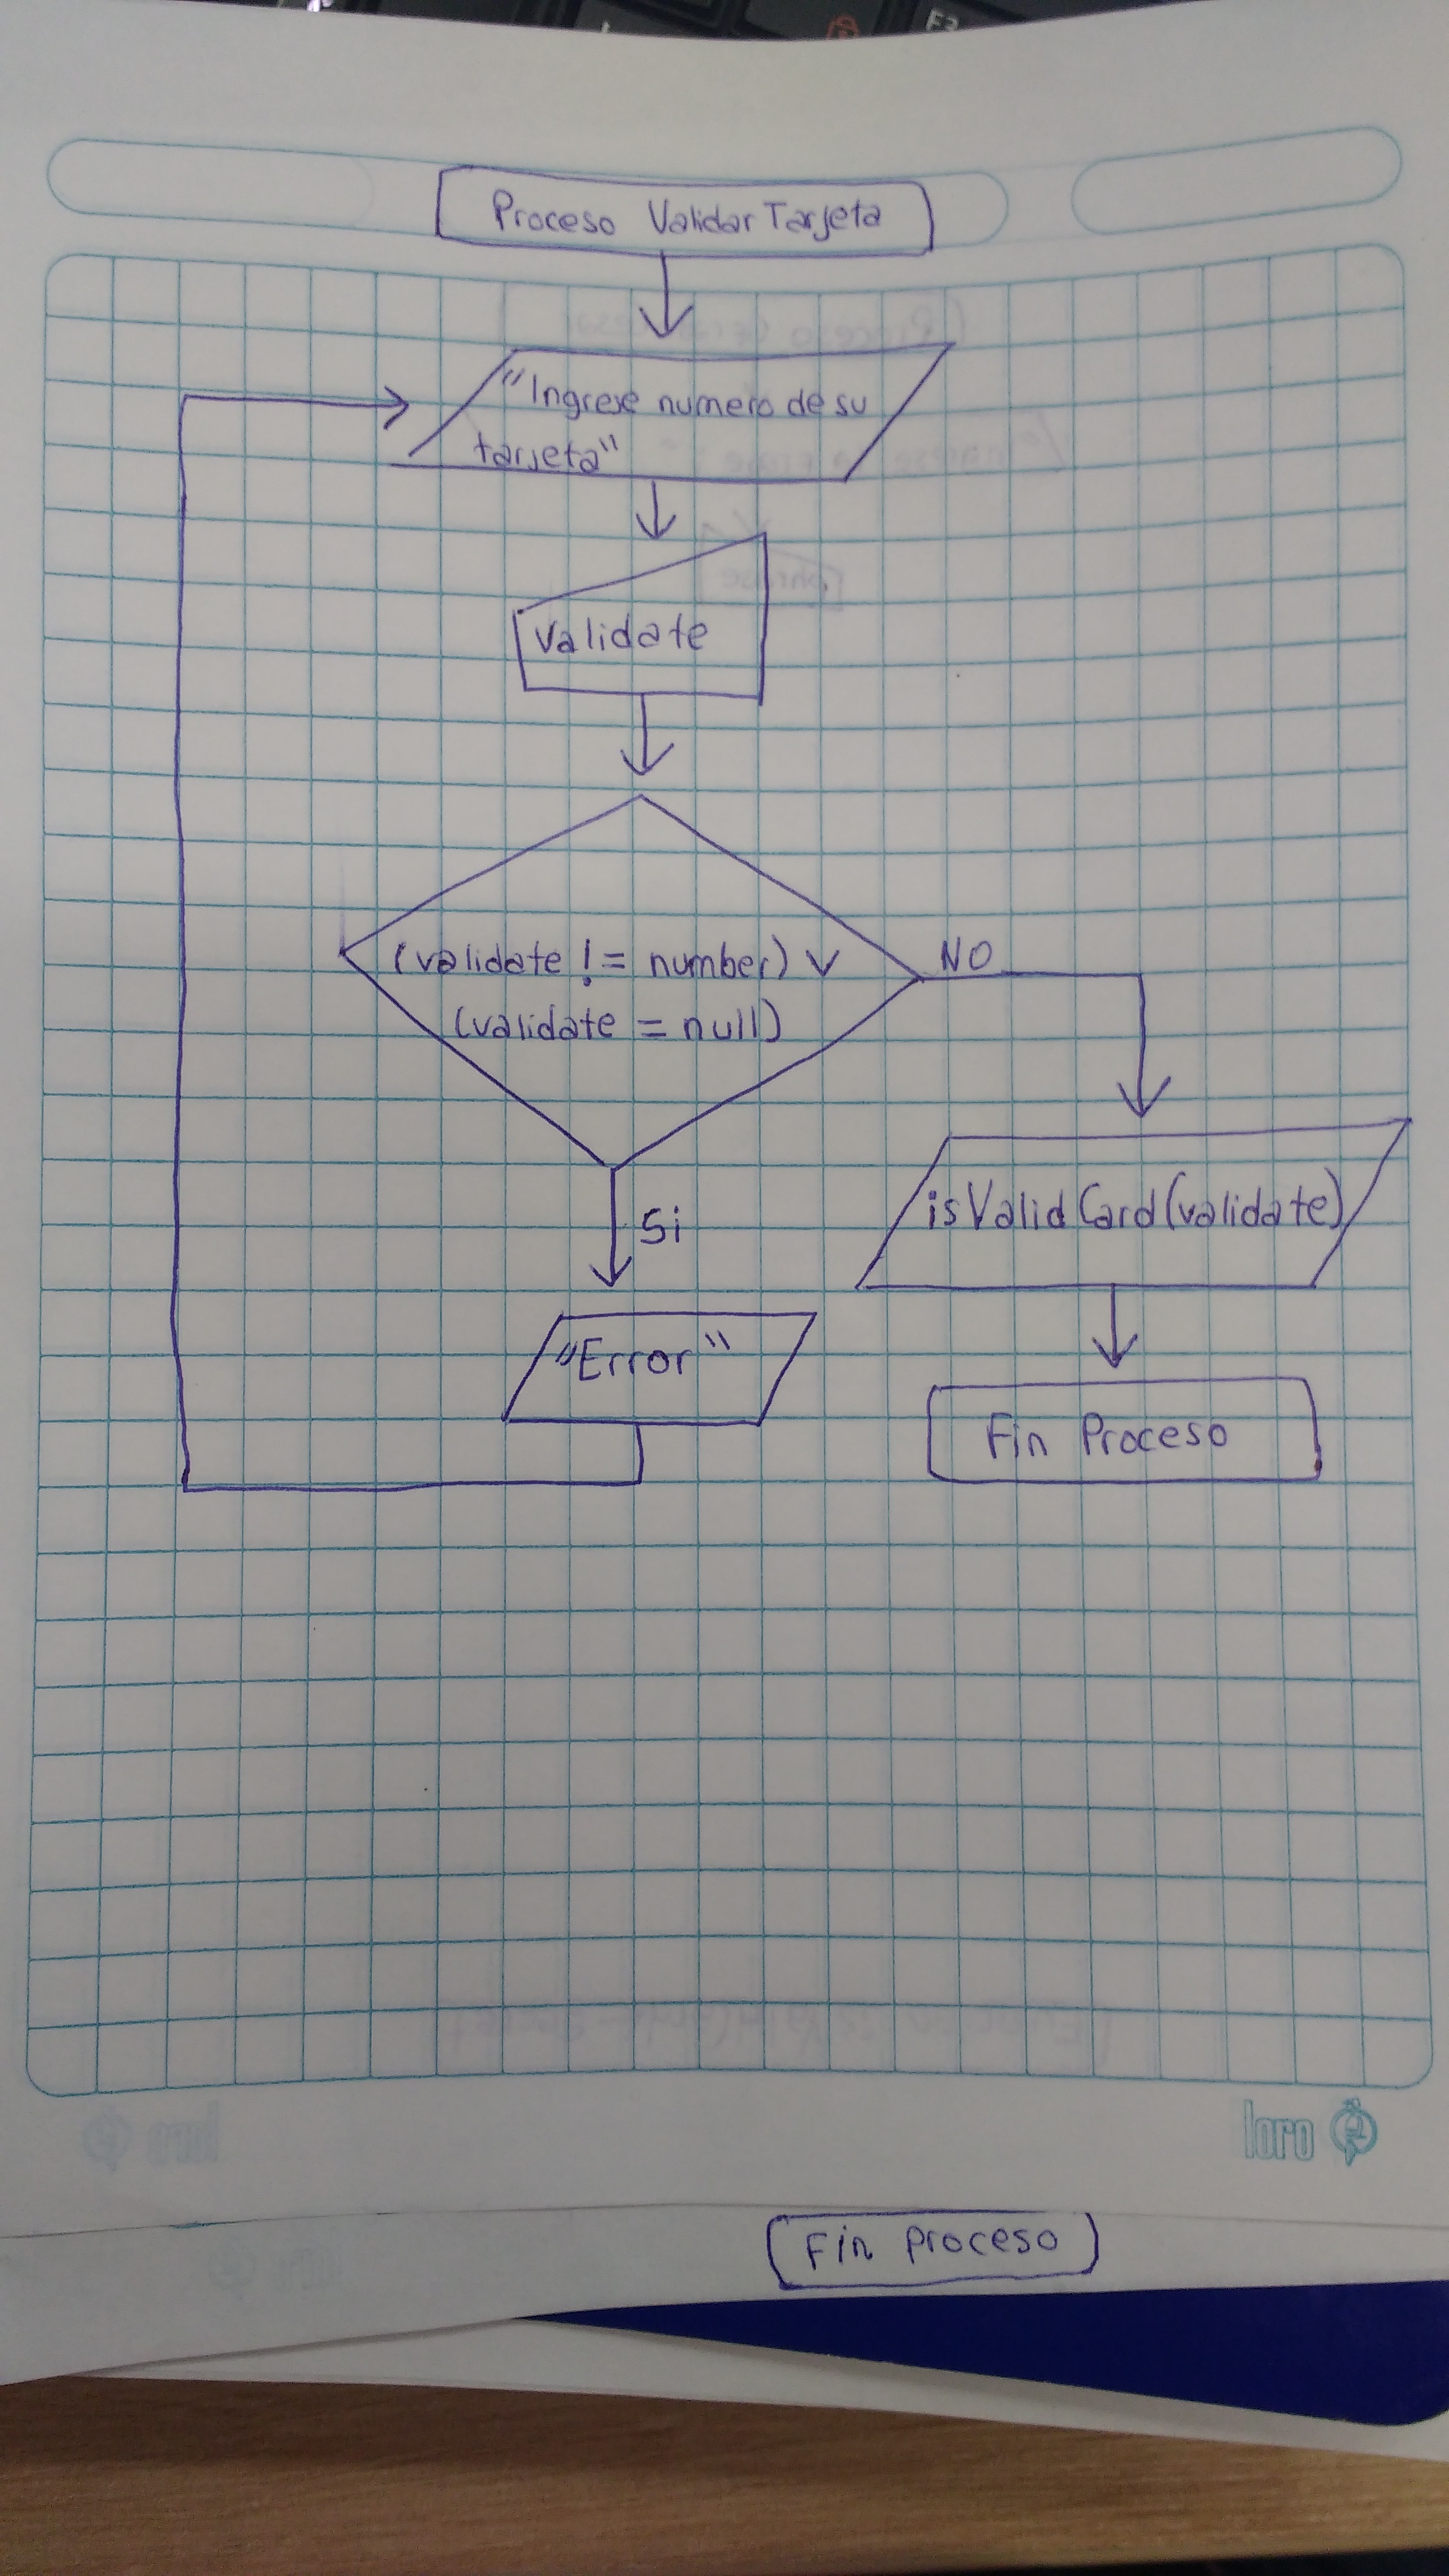 F3
Proceso Validar Tarjeta
"Ingrese numero de su
tarjeta"
validate
(validate != number) v
(validate = null)
NO
Si
isValidCard(validate)
"Error"
Fin Proceso
loro
Fin proceso